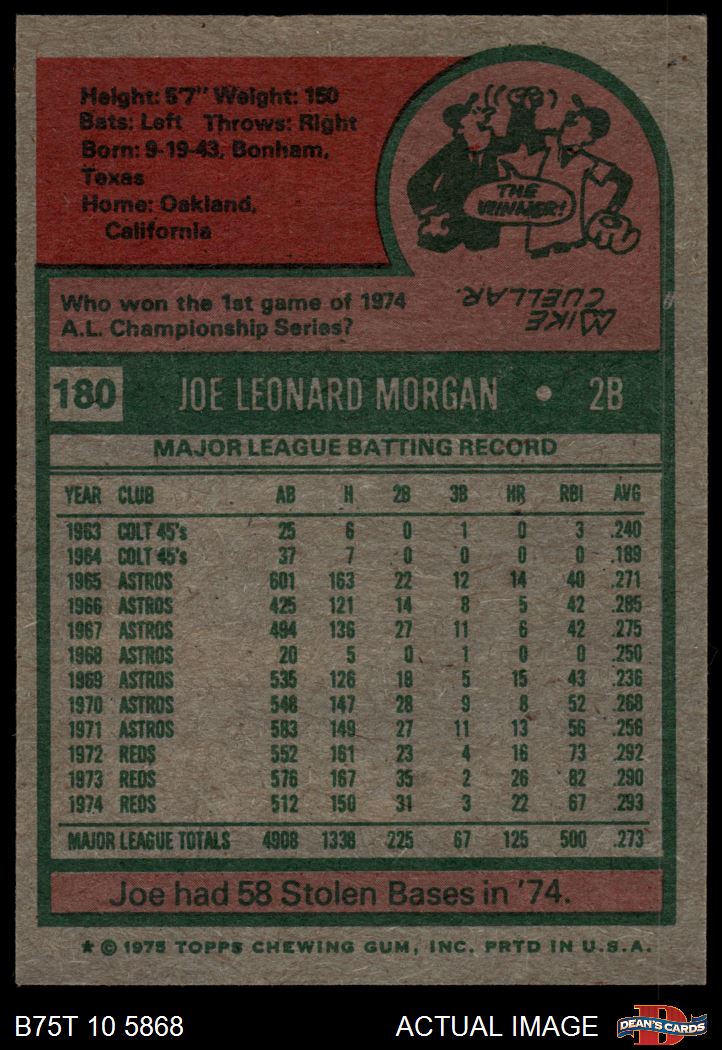 Height: 5'7" Weight: 150
Bats: Left Throws: Right
Born: 9-19-43, Bonham,
Texas
Home: Oakland,
California
THE
WINNER!
MIKE
CUELLAR.
Who won the 1st game of 1974
A.L. Championship Series?
180 JOE LEONARD MORGAN • 2B
MAJOR LEAGUE BATTING RECORD
YEAR CLUB AB H 2B 3B HR RBI AVG
1963 COLT 45's 25 6 0 1 0 3 .240
1964 COLT 45's 37 7 0 0 0 0 .189
1965 ASTROS 601 163 22 12 14 40 .271
1966 ASTROS 425 121 14 8 5 42 .285
1967 ASTROS 494 136 27 11 6 42 .275
1968 ASTROS 20 5 0 1 0 0 .250
1969 ASTROS 535 126 18 5 15 43 .236
1970 ASTROS 548 147 28 9 8 52 .268
1971 ASTROS 583 149 27 11 13 56 .256
1972 REDS 552 161 23 4 16 73 .292
1973 REDS 576 167 35 2 26 82 .290
1974 REDS 512 150 31 3 22 67 .293
MAJOR LEAGUE TOTALS 4908 1338 225 67 125 500 .273
Joe had 58 Stolen Bases in '74.
★ © 1975 TOPPS CHEWING GUM, INC. PRTD IN U.S.A.
B75T 10 5868 ACTUAL IMAGE D DEAN'S CARDS